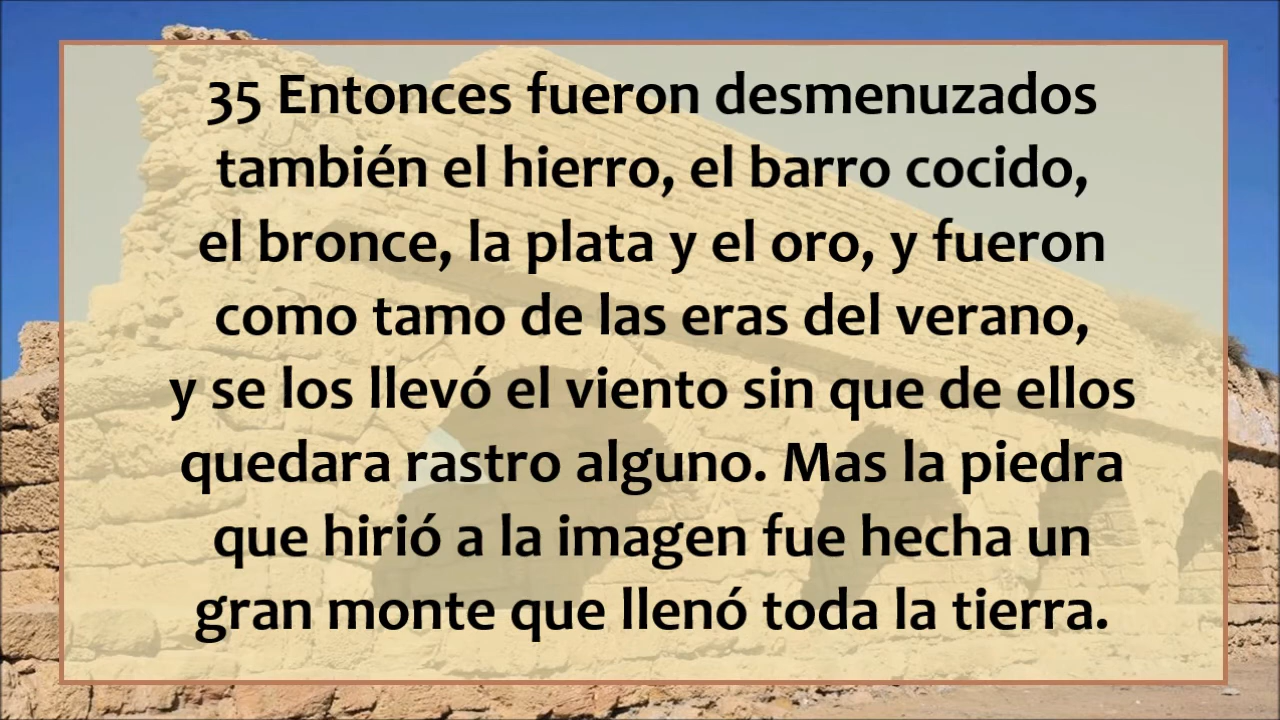 35 Entonces fueron desmenuzados
también el hierro, el barro cocido,
el bronce, la plata y el oro, y fueron
como tamo de las eras del verano,
y se los llevó el viento sin que de ellos
quedara rastro alguno. Mas la piedra
que hirió a la imagen fue hecha un
gran monte que llenó toda la tierra.